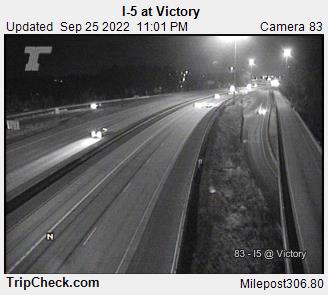 I-5 at Victory
Updated Sep 25 2022 11:01 PM Camera 83
T
N
83 - I5 @ Victory
TripCheck.com Milepost306.80